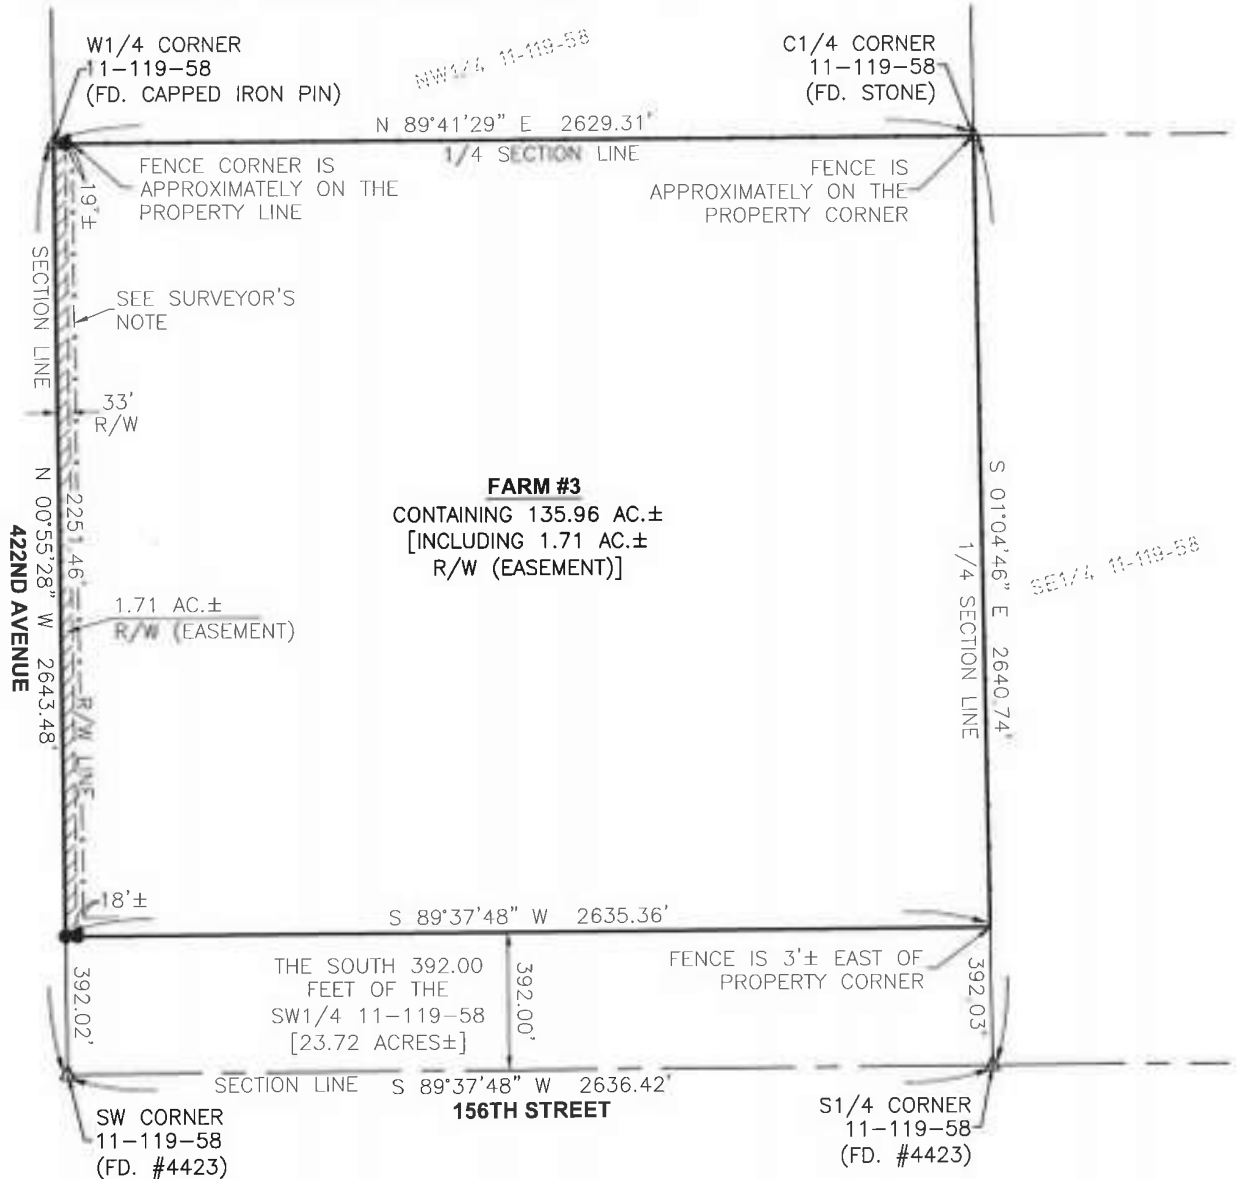 W1/4 CORNER
11-119-58
(FD. CAPPED IRON PIN)
NW1/4 11-119-58
C1/4 CORNER
11-119-58
(FD. STONE)
N 89°41'29" E 2629.31'
1/4 SECTION LINE
FENCE CORNER IS
APPROXIMATELY ON THE
PROPERTY LINE
FENCE IS
APPROXIMATELY ON THE
PROPERTY CORNER
19'±
SECTION LINE
SEE SURVEYOR'S
NOTE
33'
R/W
N 00°55'28" W 2643.48'
422ND AVENUE
2251.46'
R/W LINE
FARM #3
CONTAINING 135.96 AC.±
[INCLUDING 1.71 AC.±
R/W (EASEMENT)]
S 01°04'46" E 2640.74'
1/4 SECTION LINE
SE1/4 11-119-58
1.71 AC.±
R/W (EASEMENT)
18'±
S 89°37'48" W 2635.36'
392.02'
THE SOUTH 392.00
FEET OF THE
SW1/4 11-119-58
[23.72 ACRES±]
392.00'
FENCE IS 3'± EAST OF
PROPERTY CORNER
392.03'
SECTION LINE S 89°37'48" W 2636.42'
156TH STREET
SW CORNER
11-119-58
(FD. #4423)
S1/4 CORNER
11-119-58
(FD. #4423)